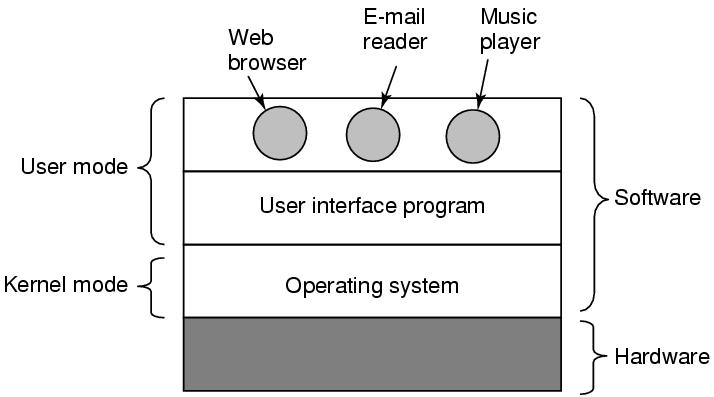 Web
browser
E-mail
reader
Music
player
User mode
User interface program
Software
Kernel mode
Operating system
Hardware